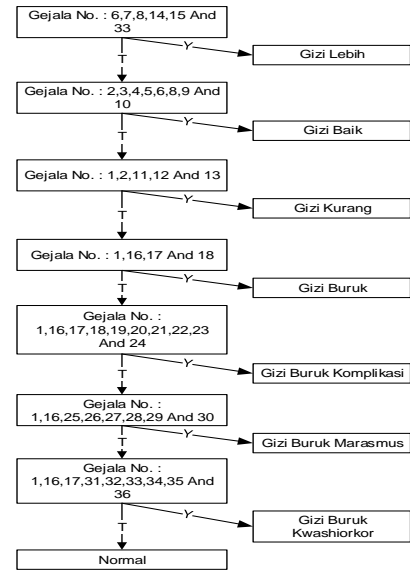 Gejala No. : 6,7,8,14,15 And
33
Y
Gizi Lebih
T
Gejala No. : 2,3,4,5,6,8,9 And
10
Y
Gizi Baik
T
Gejala No. : 1,2,11,12 And 13
Y
Gizi Kurang
T
Gejala No. : 1,16,17 And 18
Y
Gizi Buruk
T
Gejala No. :
1,16,17,18,19,20,21,22,23
And 24
Y
Gizi Buruk Komplikasi
T
Gejala No. :
1,16,25,26,27,28,29 And 30
Y
Gizi Buruk Marasmus
T
Gejala No. :
1,16,17,31,32,33,34,35 And
36
Y
Gizi Buruk
Kwashiorkor
T
Normal